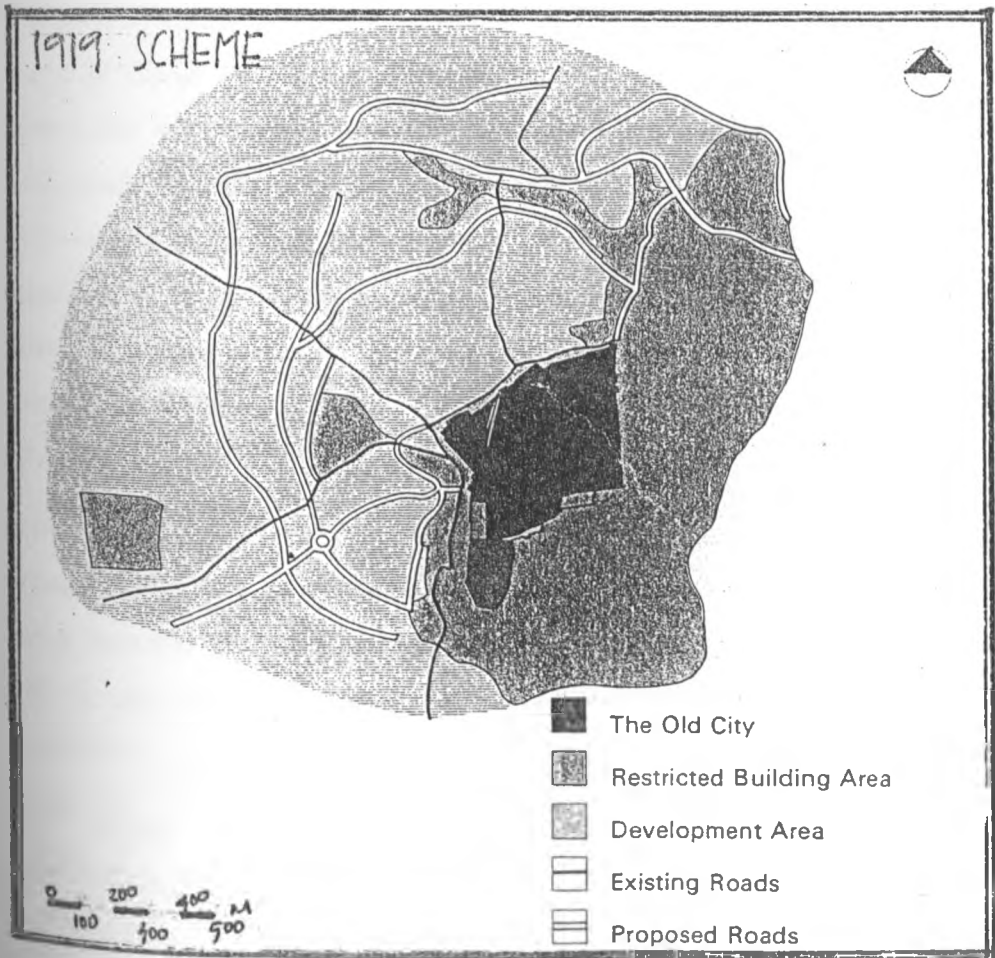 1919 SCHEME
The Old City
Restricted Building Area
Development Area
Existing Roads
Proposed Roads
0 200 400 M
100 300 500